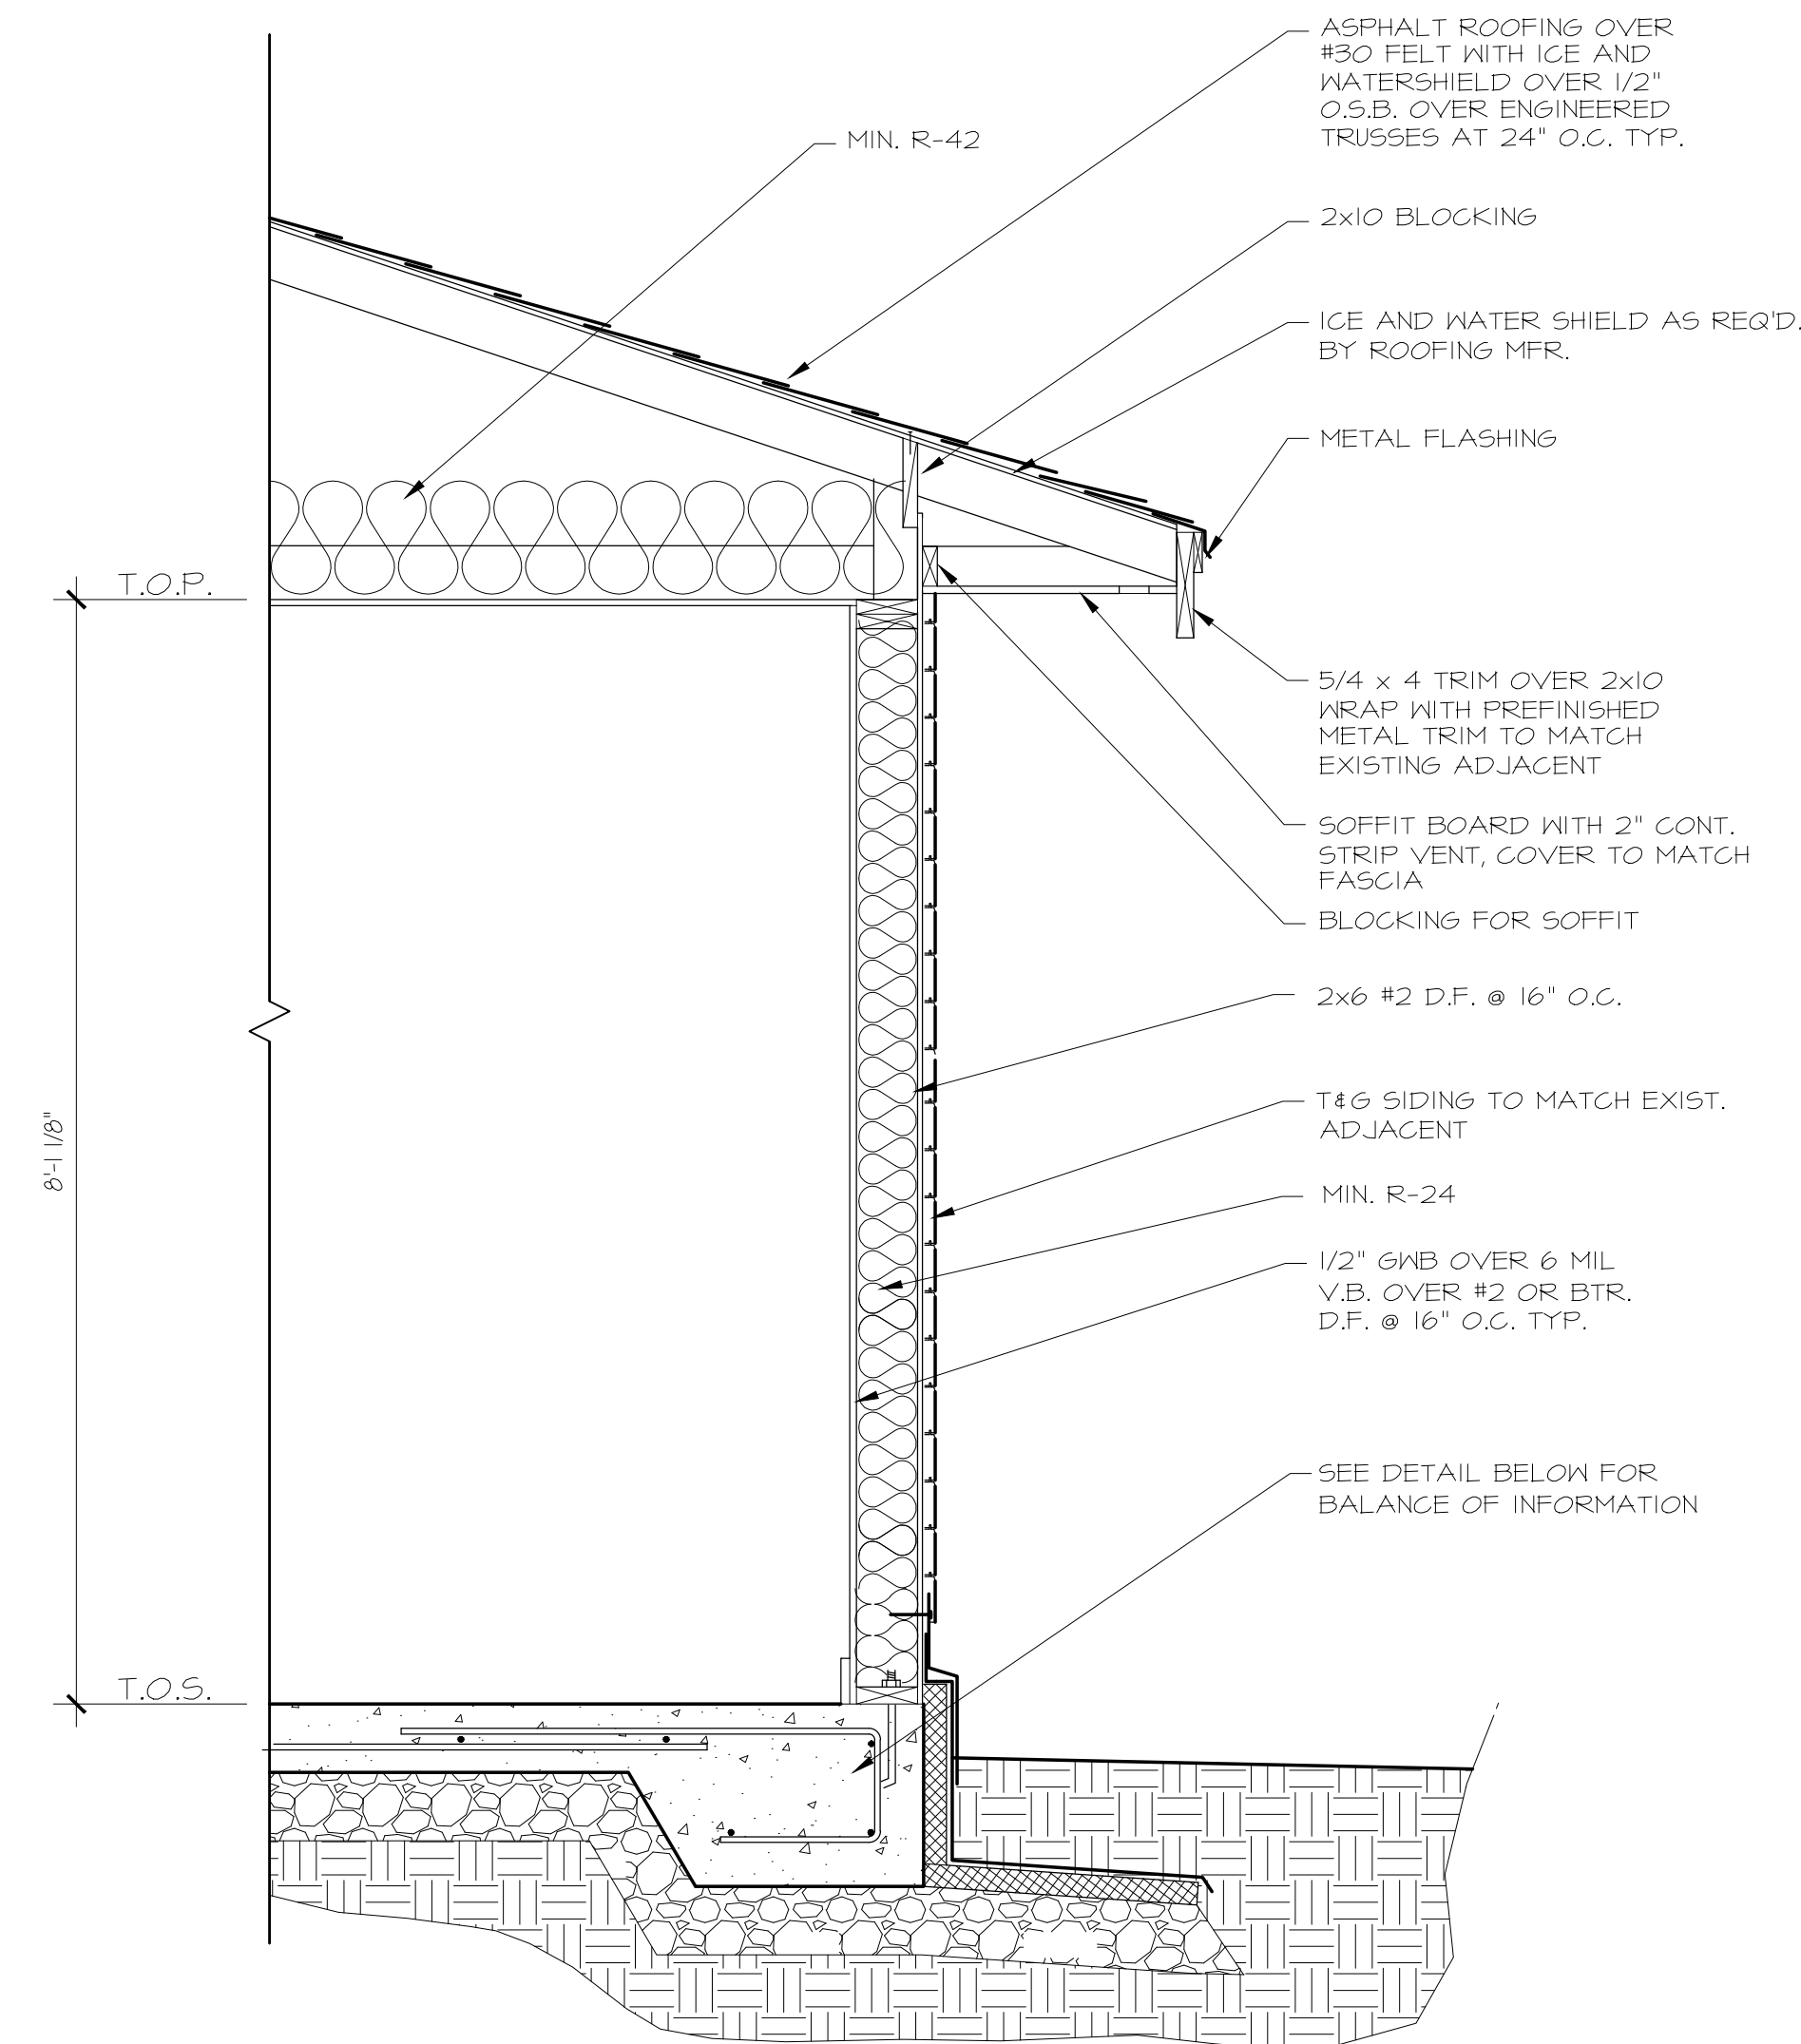 ASPHALT ROOFING OVER
#30 FELT WITH ICE AND
WATERSHIELD OVER 1/2"
O.S.B. OVER ENGINEERED
TRUSSES AT 24" O.C. TYP.
MIN. R-42
2x10 BLOCKING
ICE AND WATER SHIELD AS REQ'D.
BY ROOFING MFR.
METAL FLASHING
T.O.P.
5/4 x 4 TRIM OVER 2x10
WRAP WITH PREFINISHED
METAL TRIM TO MATCH
EXISTING ADJACENT
SOFFIT BOARD WITH 2" CONT.
STRIP VENT, COVER TO MATCH
FASCIA
BLOCKING FOR SOFFIT
2x6 #2 D.F. @ 16" O.C.
T&G SIDING TO MATCH EXIST.
ADJACENT
8'-1 1/8"
MIN. R-24
1/2" GWB OVER 6 MIL
V.B. OVER #2 OR BTR.
D.F. @ 16" O.C. TYP.
SEE DETAIL BELOW FOR
BALANCE OF INFORMATION
T.O.S.